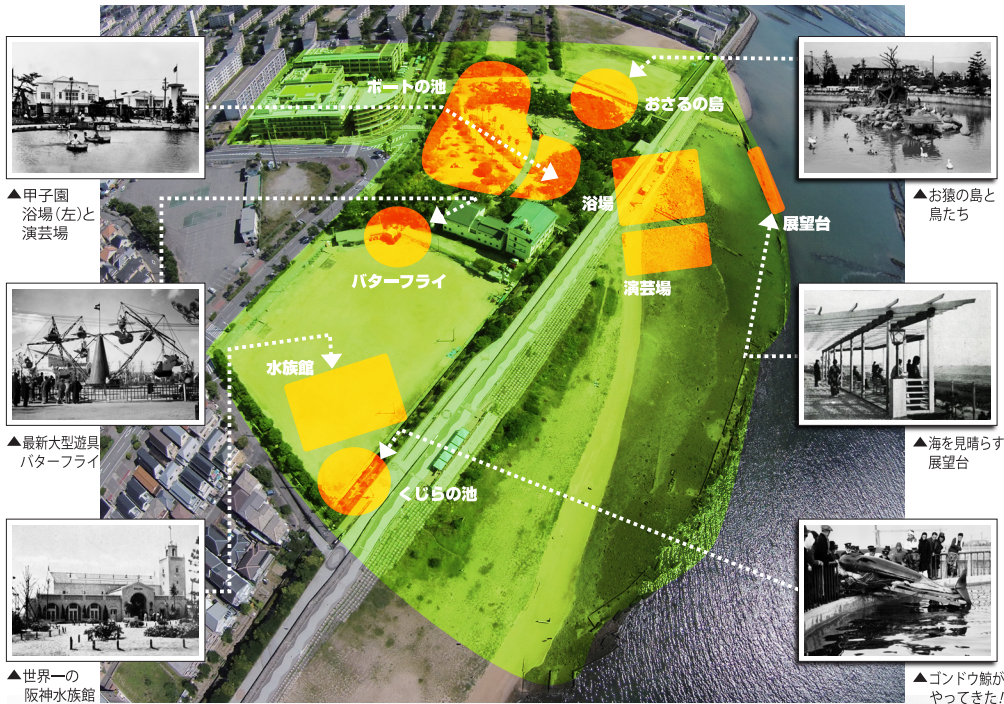 ボートの池
おさるの島
浴場
展望台
バターフライ
演芸場
水族館
くじらの池
▲甲子園
浴場（左）と
演芸場
▲最新大型遊具
バターフライ
▲世界一の
阪神水族館
▲お猿の島と
鳥たち
▲海を見晴らす
展望台
▲ゴンドウ鯨が
やってきた！